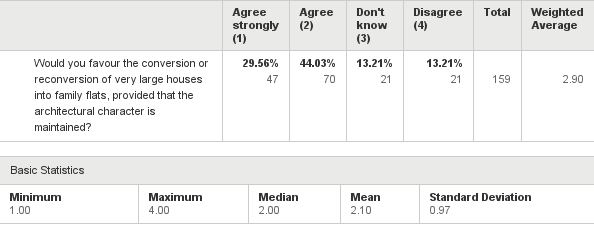 Agree strongly (1) Agree (2) Don't know (3) Disagree (4) Total Weighted Average
Would you favour the conversion or reconversion of very large houses into family flats, provided that the architectural character is maintained?
29.56% 44.03% 13.21% 13.21%
47 70 21 21 159 2.90
Basic Statistics
Minimum Maximum Median Mean Standard Deviation
1.00 4.00 2.00 2.10 0.97